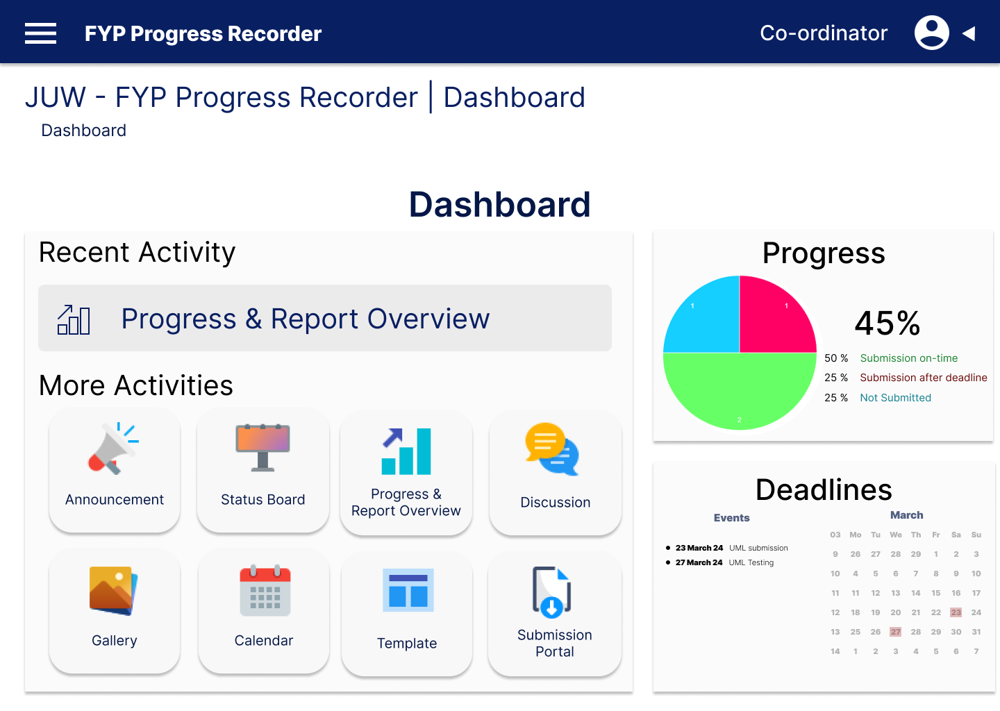 FYP Progress Recorder
Co-ordinator
JUW - FYP Progress Recorder | Dashboard
Dashboard
Dashboard
Recent Activity
Progress & Report Overview
More Activities
Announcement
Status Board
Progress &
Report Overview
Discussion
Gallery
Calendar
Template
Submission
Portal
Progress
1
1
2
45%
50 % Submission on-time
25 % Submission after deadline
25 % Not Submitted
Deadlines
Events
23 March 24 UML submission
27 March 24 UML Testing
March
03 Mo Tu We Th Fr Sa Su
9 26 27 28 29 1 2 3
10 4 5 6 7 8 9 10
11 11 12 13 14 15 16 17
12 18 19 20 21 22 23 24
13 25 26 27 28 29 30 31
14 1 2 3 4 5 6 7